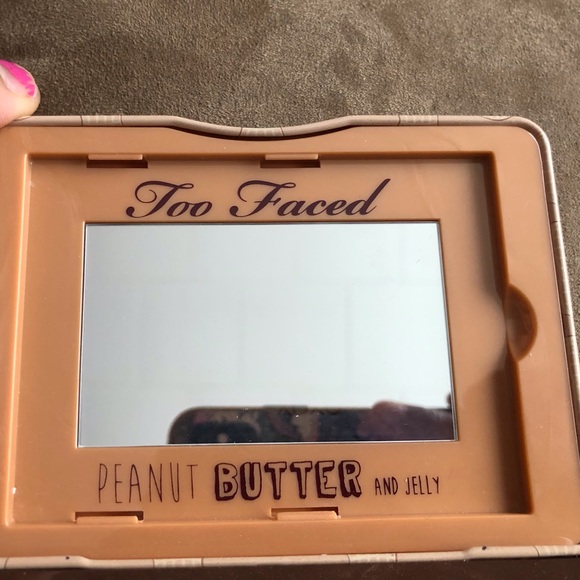 Too Faced
PEANUT BUTTER AND JELLY